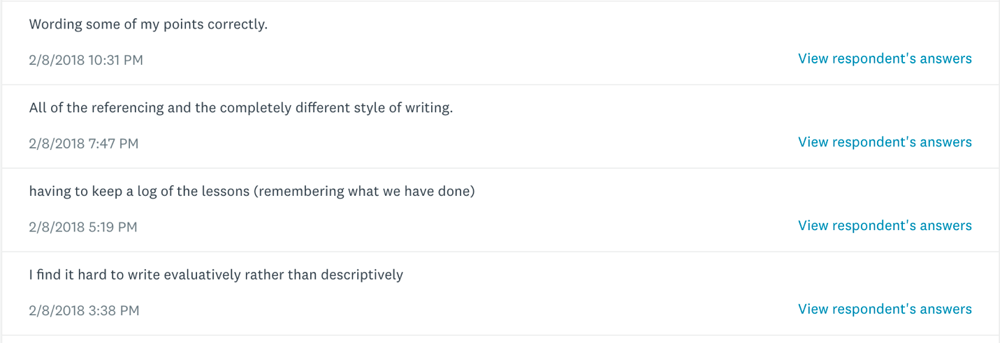 Wording some of my points correctly.
2/8/2018 10:31 PM
View respondent's answers
All of the referencing and the completely different style of writing.
2/8/2018 7:47 PM
View respondent's answers
having to keep a log of the lessons (remembering what we have done)
2/8/2018 5:19 PM
View respondent's answers
I find it hard to write evaluatively rather than descriptively
2/8/2018 3:38 PM
View respondent's answers